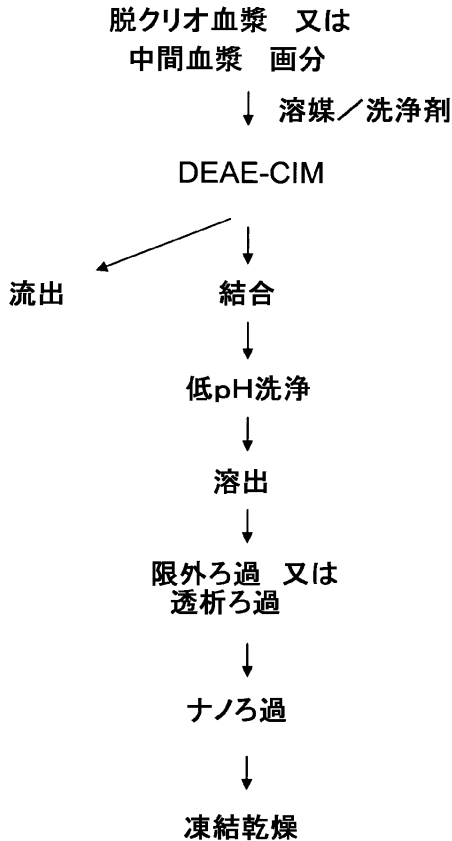 脱クリオ血漿　又は
中間血漿　画分
溶媒／洗浄剤
DEAE-CIM
流出
結合
低pH洗浄
溶出
限外ろ過　又は
透析ろ過
ナノろ過
凍結乾燥